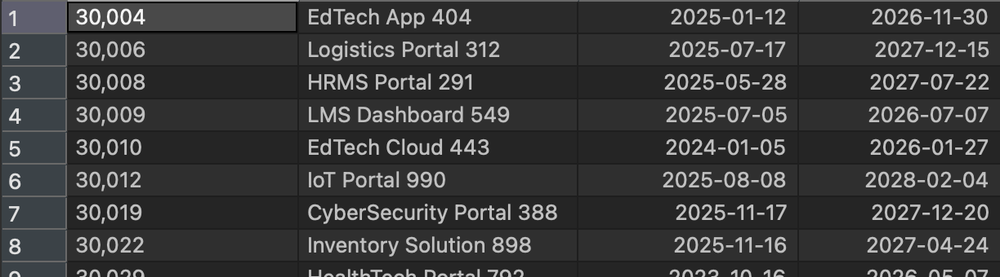 1 30,004 EdTech App 404 2025-01-12 2026-11-30
2 30,006 Logistics Portal 312 2025-07-17 2027-12-15
3 30,008 HRMS Portal 291 2025-05-28 2027-07-22
4 30,009 LMS Dashboard 549 2025-07-05 2026-07-07
5 30,010 EdTech Cloud 443 2024-01-05 2026-01-27
6 30,012 IoT Portal 990 2025-08-08 2028-02-04
7 30,019 CyberSecurity Portal 388 2025-11-17 2027-12-20
8 30,022 Inventory Solution 898 2025-11-16 2027-04-24
9 30,029 HealthTech Portal 792 2023-10-16 2026-05-07